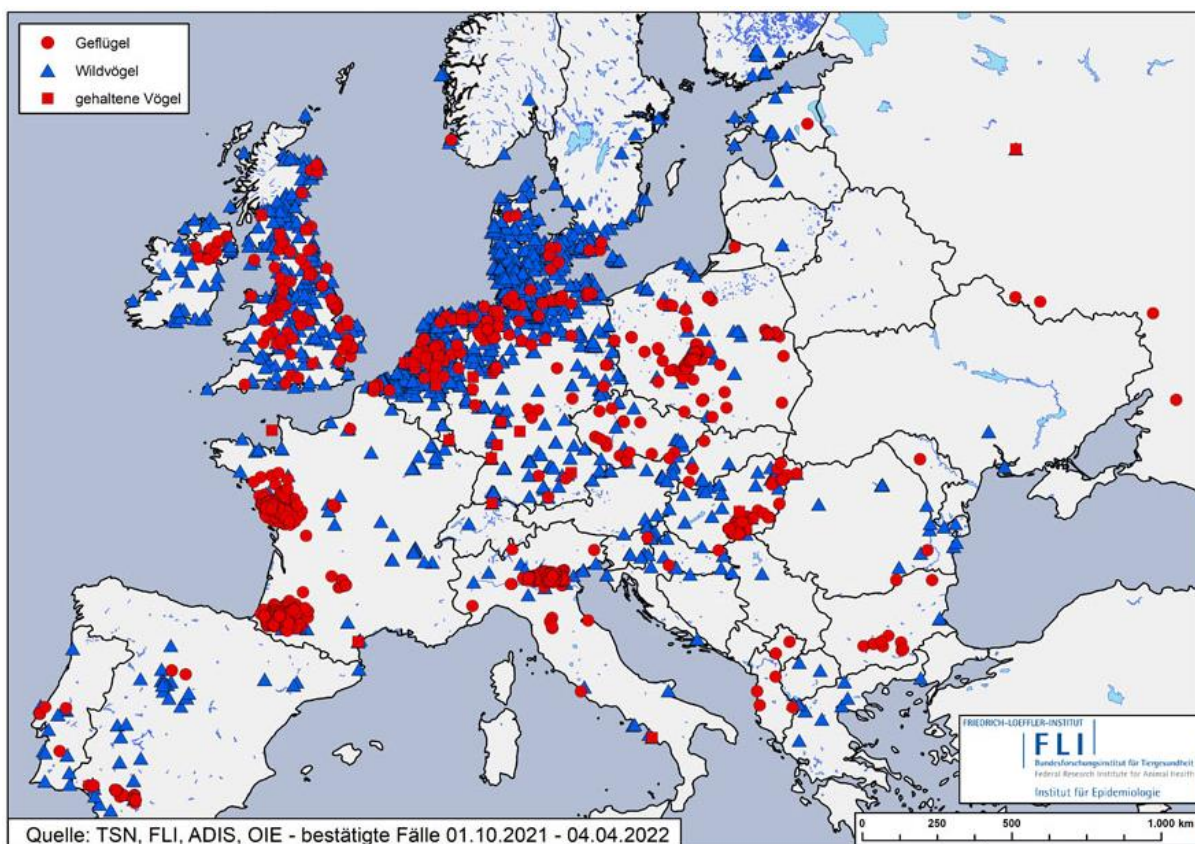 Geflügel
Wildvögel
gehaltene Vögel
FRIEDRICH-LOEFFLER-INSTITUT
FLI
Bundesforschungsinstitut für Tiergesundheit
Federal Research Institute for Animal Health
Institut für Epidemiologie
Quelle: TSN, FLI, ADIS, OIE - bestätigte Fälle 01.10.2021 - 04.04.2022
0 250 500 1.000 km